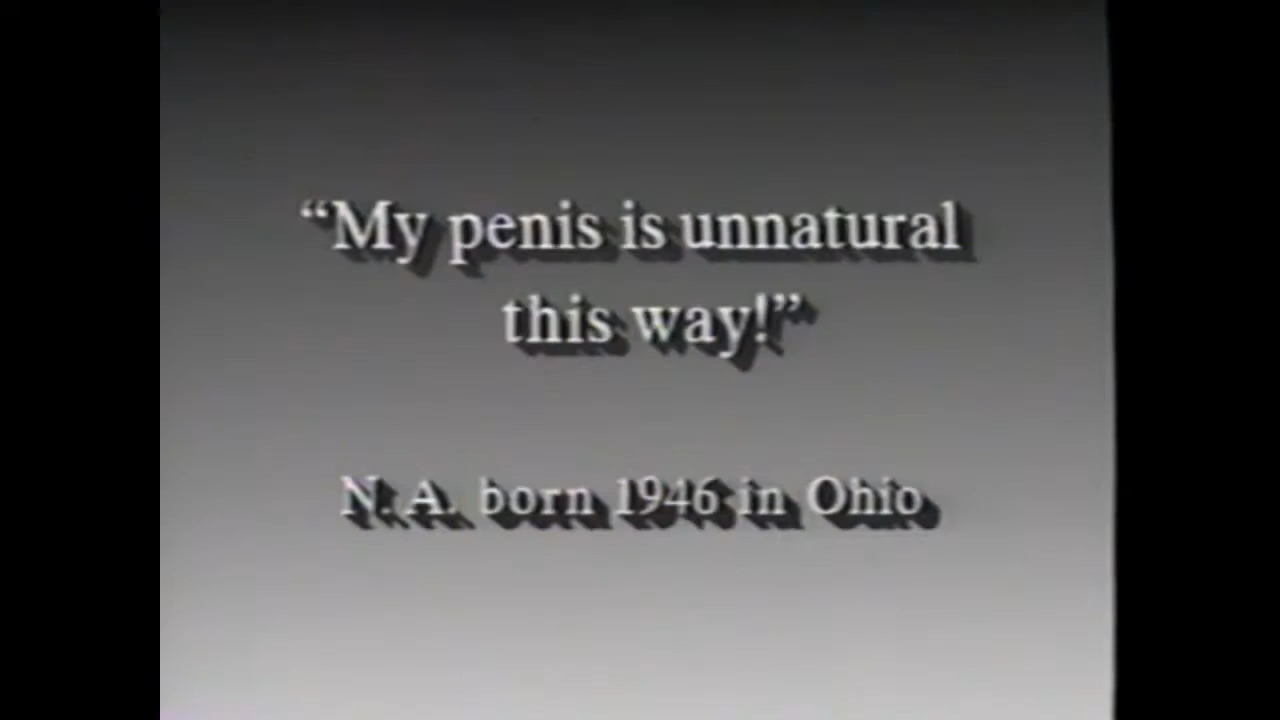 “My penis is unnatural
this way!”
N. A. born 1946 in Ohio